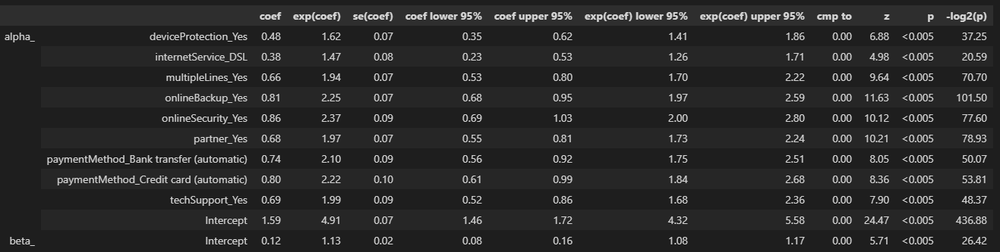 coef exp(coef) se(coef) coef lower 95% coef upper 95% exp(coef) lower 95% exp(coef) upper 95% cmp to z p -log2(p)
alpha_ deviceProtection_Yes 0.48 1.62 0.07 0.35 0.62 1.41 1.86 0.00 6.88 <0.005 37.25
internetService_DSL 0.38 1.47 0.08 0.23 0.53 1.26 1.71 0.00 4.98 <0.005 20.59
multipleLines_Yes 0.66 1.94 0.07 0.53 0.80 1.70 2.22 0.00 9.64 <0.005 70.70
onlineBackup_Yes 0.81 2.25 0.07 0.68 0.95 1.97 2.59 0.00 11.63 <0.005 101.50
onlineSecurity_Yes 0.86 2.37 0.09 0.69 1.03 2.00 2.80 0.00 10.12 <0.005 77.60
partner_Yes 0.68 1.97 0.07 0.55 0.81 1.73 2.24 0.00 10.21 <0.005 78.93
paymentMethod_Bank transfer (automatic) 0.74 2.10 0.09 0.56 0.92 1.75 2.51 0.00 8.05 <0.005 50.07
paymentMethod_Credit card (automatic) 0.80 2.22 0.10 0.61 0.99 1.84 2.68 0.00 8.36 <0.005 53.81
techSupport_Yes 0.69 1.99 0.09 0.52 0.86 1.68 2.36 0.00 7.90 <0.005 48.37
Intercept 1.59 4.91 0.07 1.46 1.72 4.32 5.58 0.00 24.47 <0.005 436.88
beta_ Intercept 0.12 1.13 0.02 0.08 0.16 1.08 1.17 0.00 5.71 <0.005 26.42